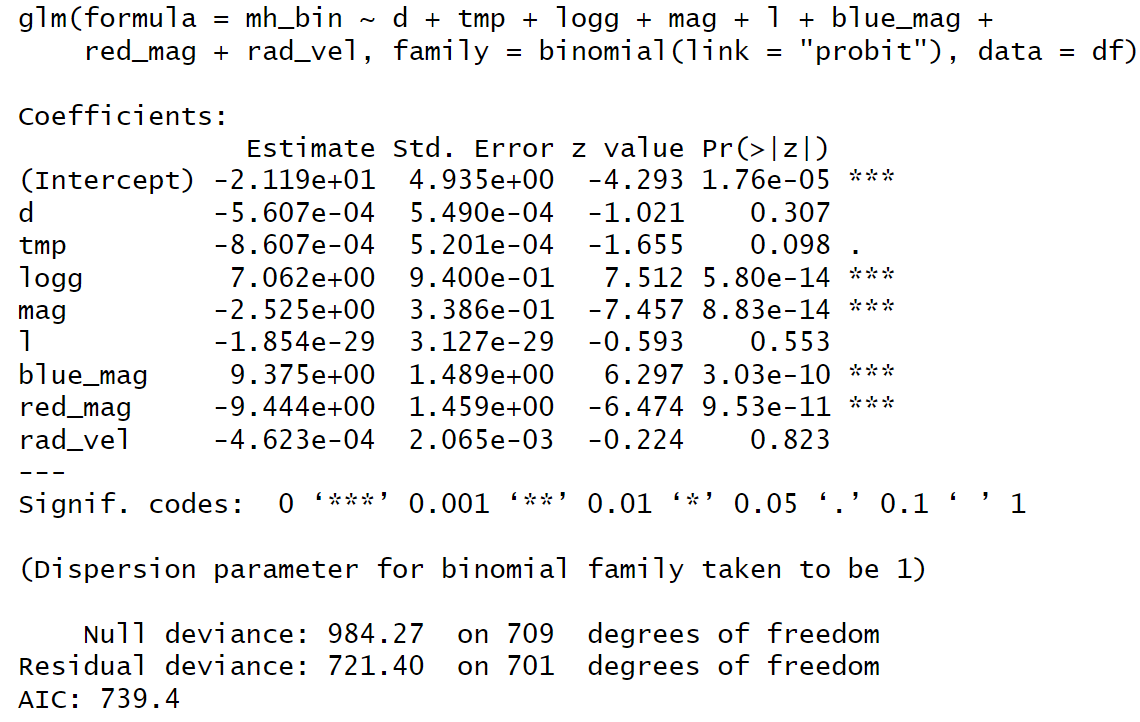 glm(formula = mh_bin ~ d + tmp + logg + mag + l + blue_mag +
    red_mag + rad_vel, family = binomial(link = "probit"), data = df)

Coefficients:
              Estimate Std. Error z value Pr(>|z|)
(Intercept) -2.119e+01  4.935e+00  -4.293 1.76e-05 ***
d           -5.607e-04  5.490e-04  -1.021    0.307
tmp         -8.607e-04  5.201e-04  -1.655    0.098 .
logg         7.062e+00  9.400e-01   7.512 5.80e-14 ***
mag         -2.525e+00  3.386e-01  -7.457 8.83e-14 ***
l           -1.854e-29  3.127e-29  -0.593    0.553
blue_mag     9.375e+00  1.489e+00   6.297 3.03e-10 ***
red_mag     -9.444e+00  1.459e+00  -6.474 9.53e-11 ***
rad_vel     -4.623e-04  2.065e-03  -0.224    0.823
---
Signif. codes:  0 ‘***’ 0.001 ‘**’ 0.01 ‘*’ 0.05 ‘.’ 0.1 ‘ ’ 1

(Dispersion parameter for binomial family taken to be 1)

    Null deviance: 984.27  on 709  degrees of freedom
Residual deviance: 721.40  on 701  degrees of freedom
AIC: 739.4